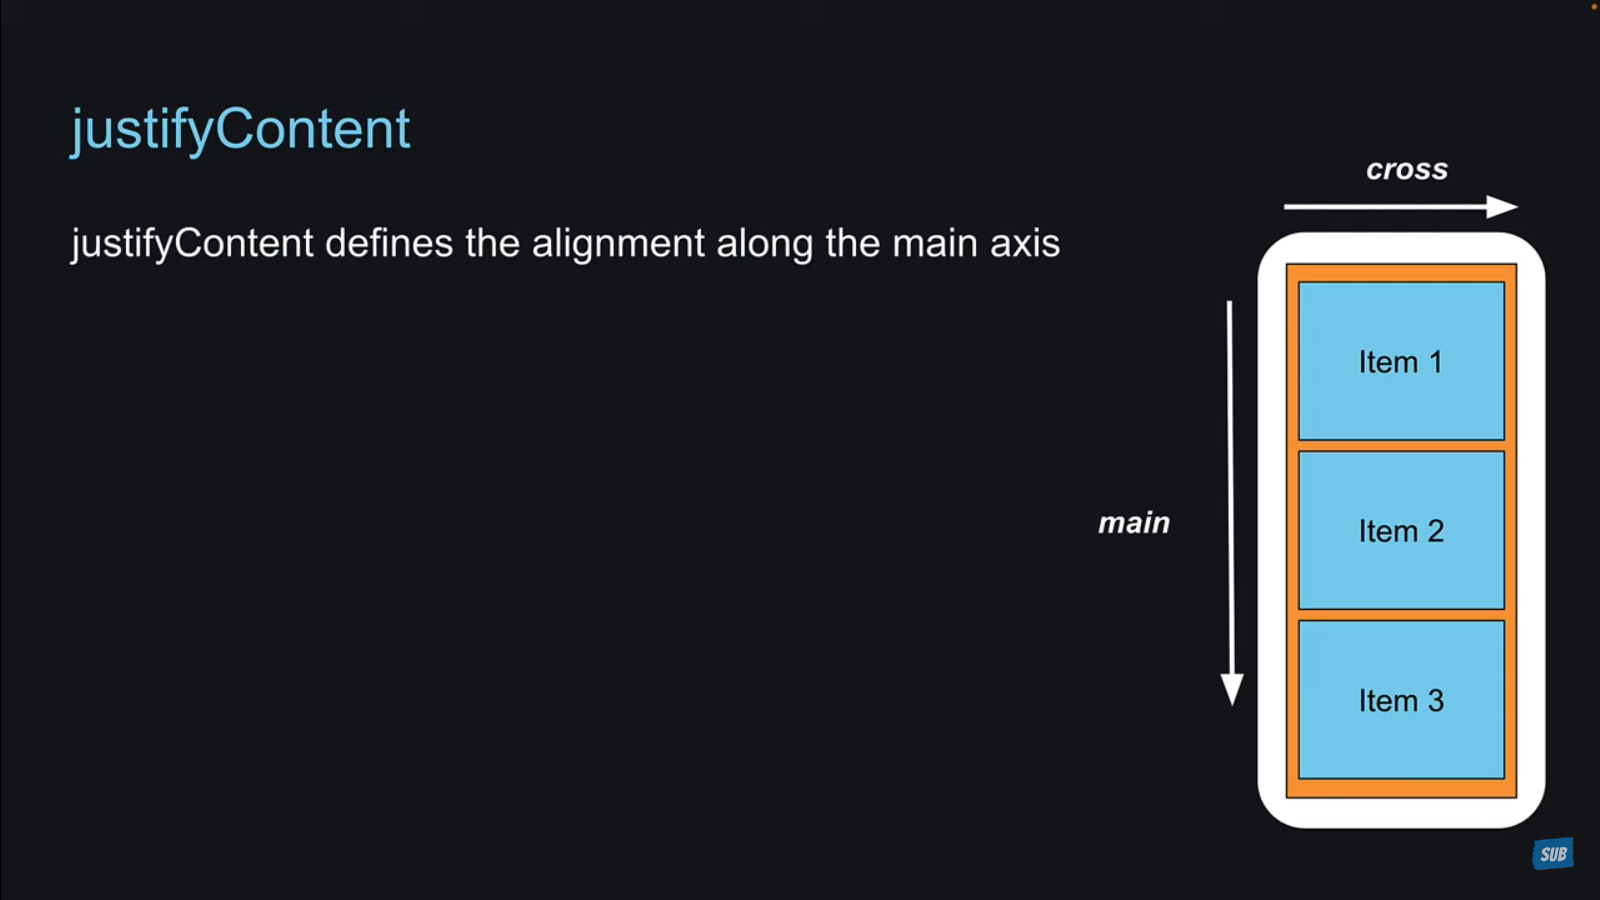 justifyContent
justifyContent defines the alignment along the main axis
cross
main
Item 1
Item 2
Item 3
SUB